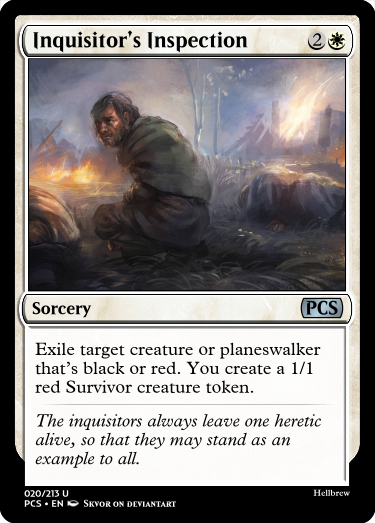 Inquisitor's Inspection 2
Sorcery PCS
Exile target creature or planeswalker
that's black or red. You create a 1/1
red Survivor creature token.
The inquisitors always leave one heretic
alive, so that they may stand as an
example to all.
020/213 U Hellbrew
PCS • EN Skvor on deviantart